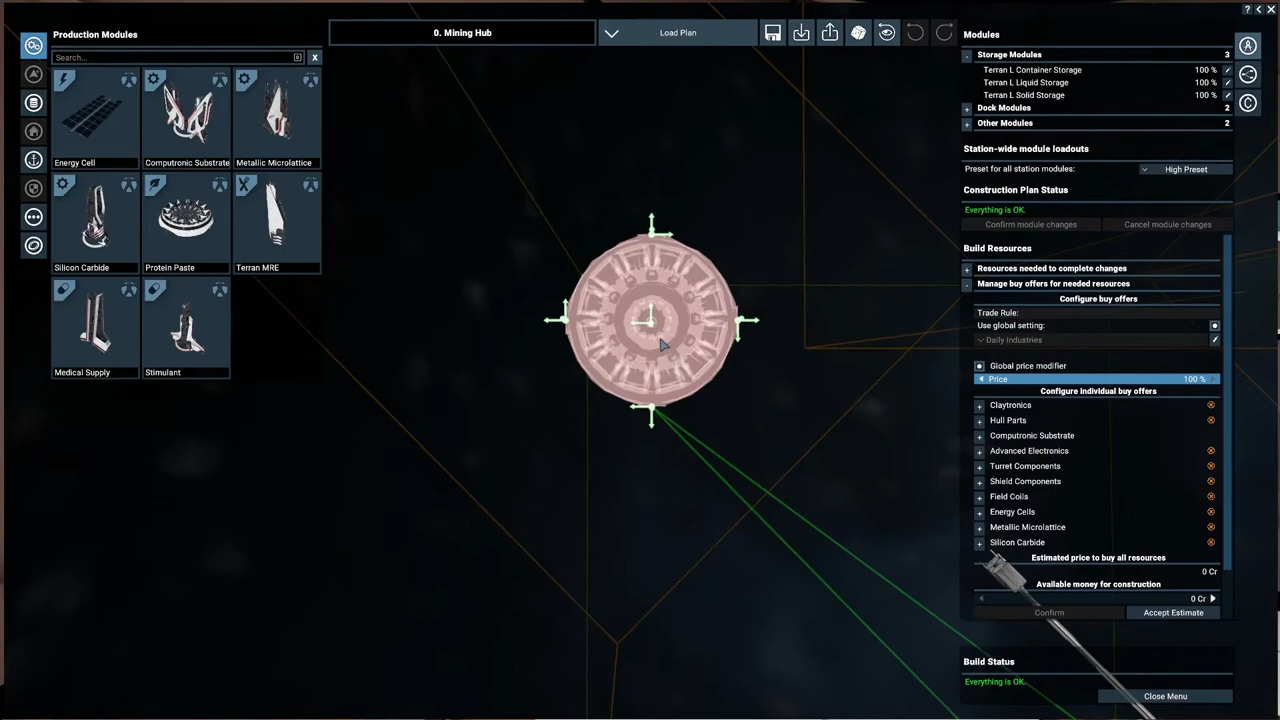 Production Modules
Search...
X
Energy Cell
Computronic Substrate
Metallic Microlattice
Silicon Carbide
Protein Paste
Terran MRE
Medical Supply
Stimulant
0. Mining Hub
Load Plan
?
Modules
- Storage Modules 3
Terran L Container Storage 100 %
Terran L Liquid Storage 100 %
Terran L Solid Storage 100 %
+ Dock Modules 2
+ Other Modules 2
Station-wide module loadouts
Preset for all station modules: High Preset
Construction Plan Status
Everything is OK.
Confirm module changes Cancel module changes
Build Resources
+ Resources needed to complete changes
- Manage buy offers for needed resources
Configure buy offers
Trade Rule:
Use global setting:
Daily Industries
Global price modifier
Price 100 %
Configure individual buy offers
+ Claytronics
+ Hull Parts
Computronic Substrate
+ Advanced Electronics
+ Turret Components
+ Shield Components
+ Field Coils
+ Energy Cells
+ Metallic Microlattice
+ Silicon Carbide
Estimated price to buy all resources
0 Cr
Available money for construction
0 Cr
Confirm Accept Estimate
Build Status
Everything is OK.
Close Menu